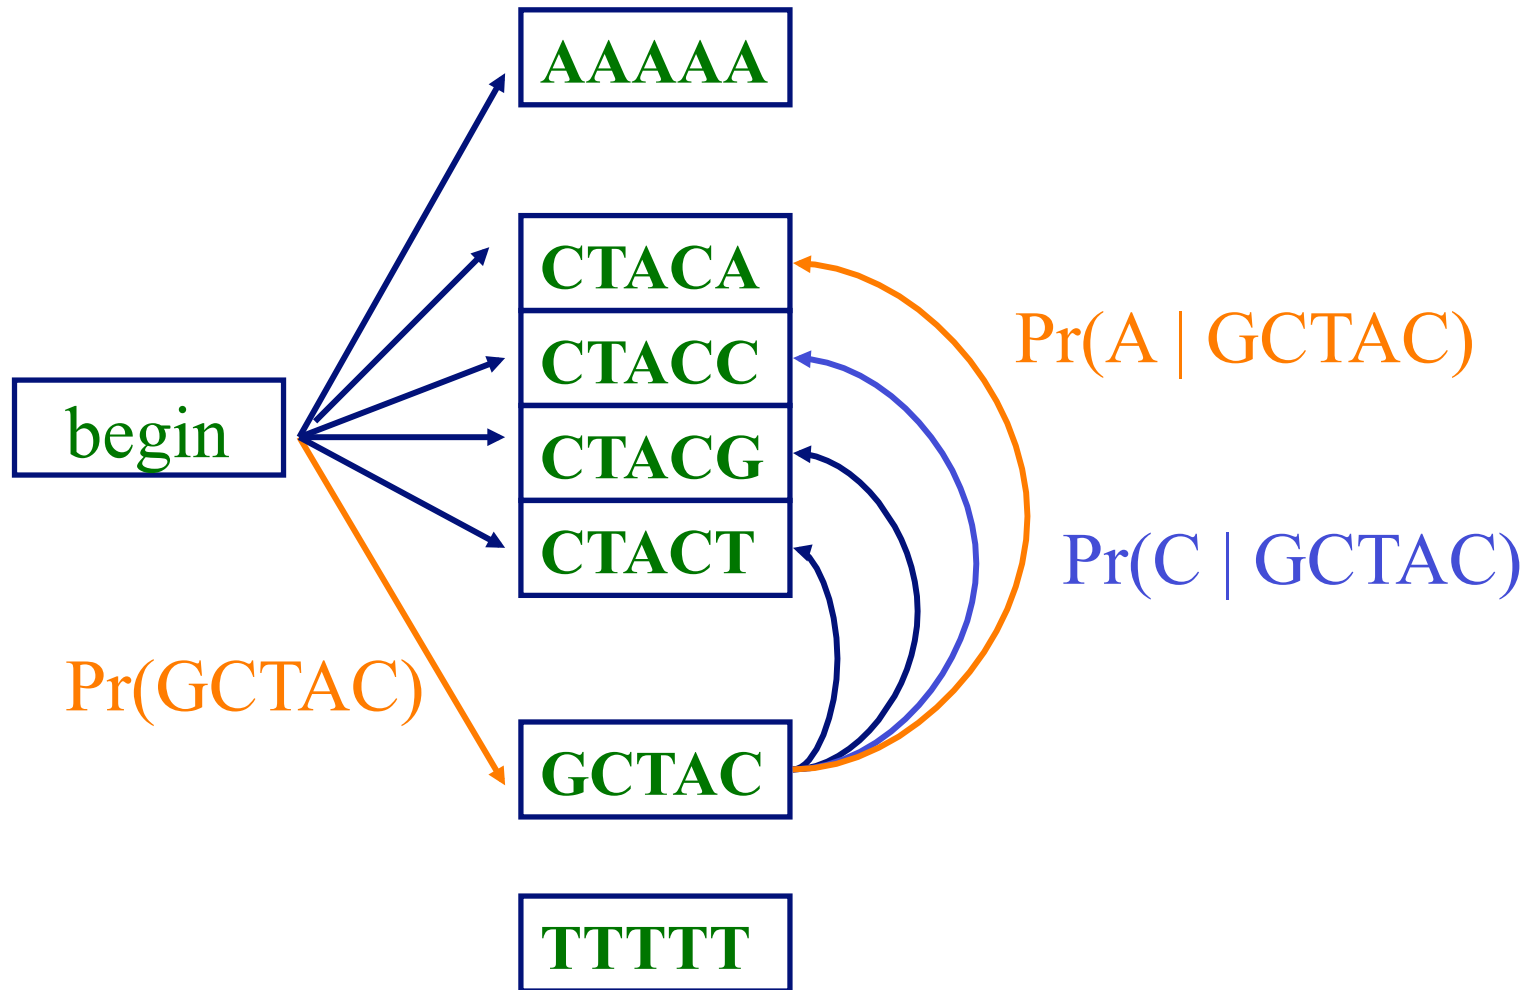 AAAAA
CTACA
Pr(A | GCTAC)
CTACC
begin
CTACG
CTACT
Pr(C | GCTAC)
Pr(GCTAC)
GCTAC
TTTTT